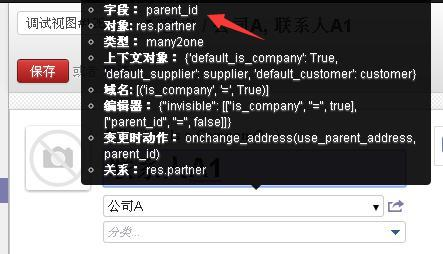 调试视图#
/ 公司A, 联系人A1
保存 或
字段： parent_id
对象: res.partner
类型： many2one
上下文对象： {'default_is_company': True,
'default_supplier': supplier, 'default_customer': customer}
域名: [('is_company', '=', True)]
编辑器： {"invisible": [["is_company", "=", true],
["parent_id", "=", false]]}
变更时动作： onchange_address(use_parent_address,
parent_id)
关系： res.partner
A1
公司A
分类...